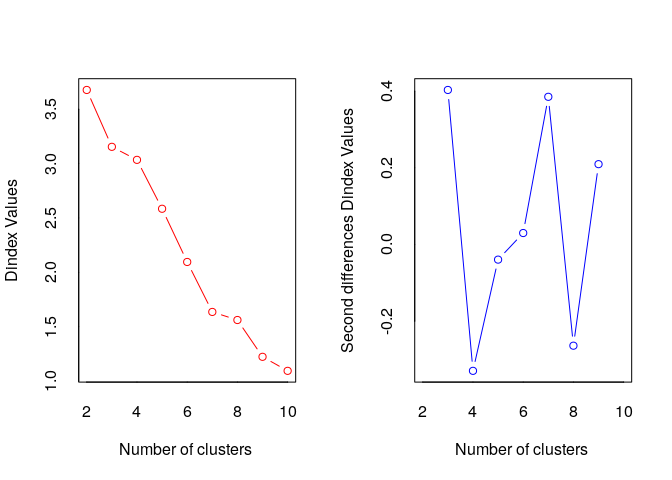 Dindex Values
3.5
3.0
2.5
2.0
1.5
1.0
2 4 6 8 10
Number of clusters
Second differences Dindex Values
0.4
0.2
0.0
-0.2
2 4 6 8 10
Number of clusters